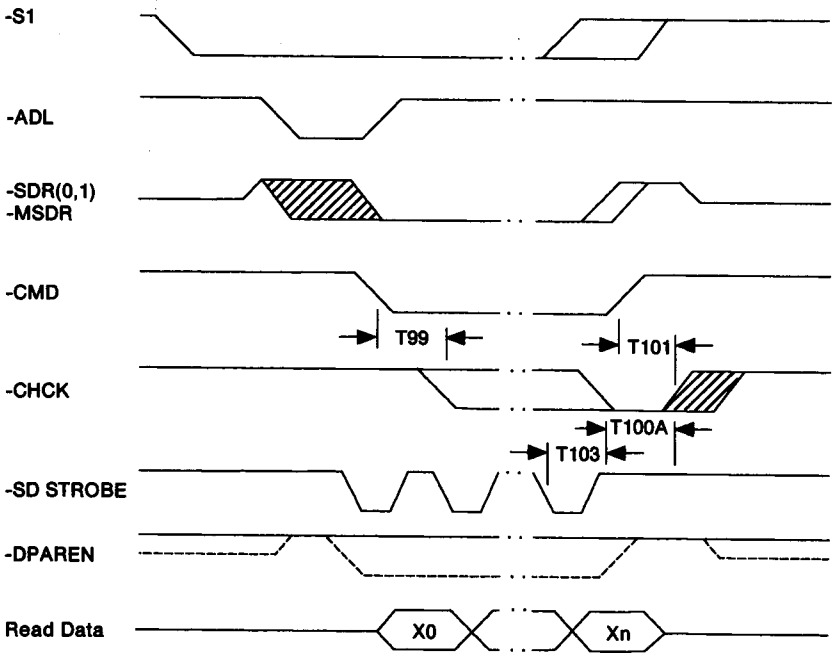 -S1
-ADL
-SDR(0,1)
-MSDR
-CMD
T99
T101
-CHCK
T100A
T103
-SD STROBE
-DPAREN
Read Data
X0
Xn